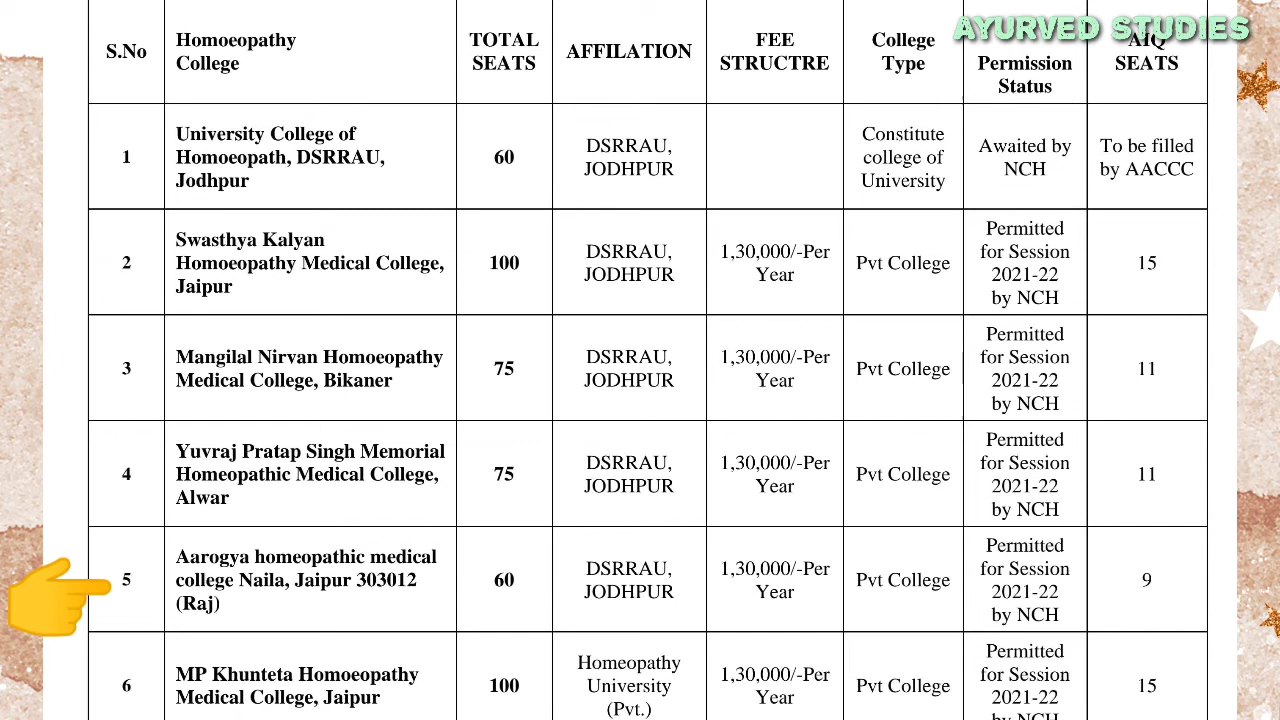 AYURVED STUDIES
S.No
Homoeopathy
College
TOTAL
SEATS
AFFILATION
FEE
STRUCTRE
College
Type
Permission
Status
AIQ
SEATS
1
University College of
Homoeopath, DSRRAU,
Jodhpur
60
DSRRAU,
JODHPUR
Constitute
college of
University
Awaited by
NCH
To be filled
by AACCC
2
Swasthya Kalyan
Homoeopathy Medical College,
Jaipur
100
DSRRAU,
JODHPUR
1,30,000/-Per
Year
Pvt College
Permitted
for Session
2021-22
by NCH
15
3
Mangilal Nirvan Homoeopathy
Medical College, Bikaner
75
DSRRAU,
JODHPUR
1,30,000/-Per
Year
Pvt College
Permitted
for Session
2021-22
by NCH
11
4
Yuvraj Pratap Singh Memorial
Homeopathic Medical College,
Alwar
75
DSRRAU,
JODHPUR
1,30,000/-Per
Year
Pvt College
Permitted
for Session
2021-22
by NCH
11
5
Aarogya homeopathic medical
college Naila, Jaipur 303012
(Raj)
60
DSRRAU,
JODHPUR
1,30,000/-Per
Year
Pvt College
Permitted
for Session
2021-22
by NCH
9
6
MP Khunteta Homoeopathy
Medical College, Jaipur
100
Homeopathy
University
(Pvt.)
1,30,000/-Per
Year
Pvt College
Permitted
for Session
2021-22
by NCH
15